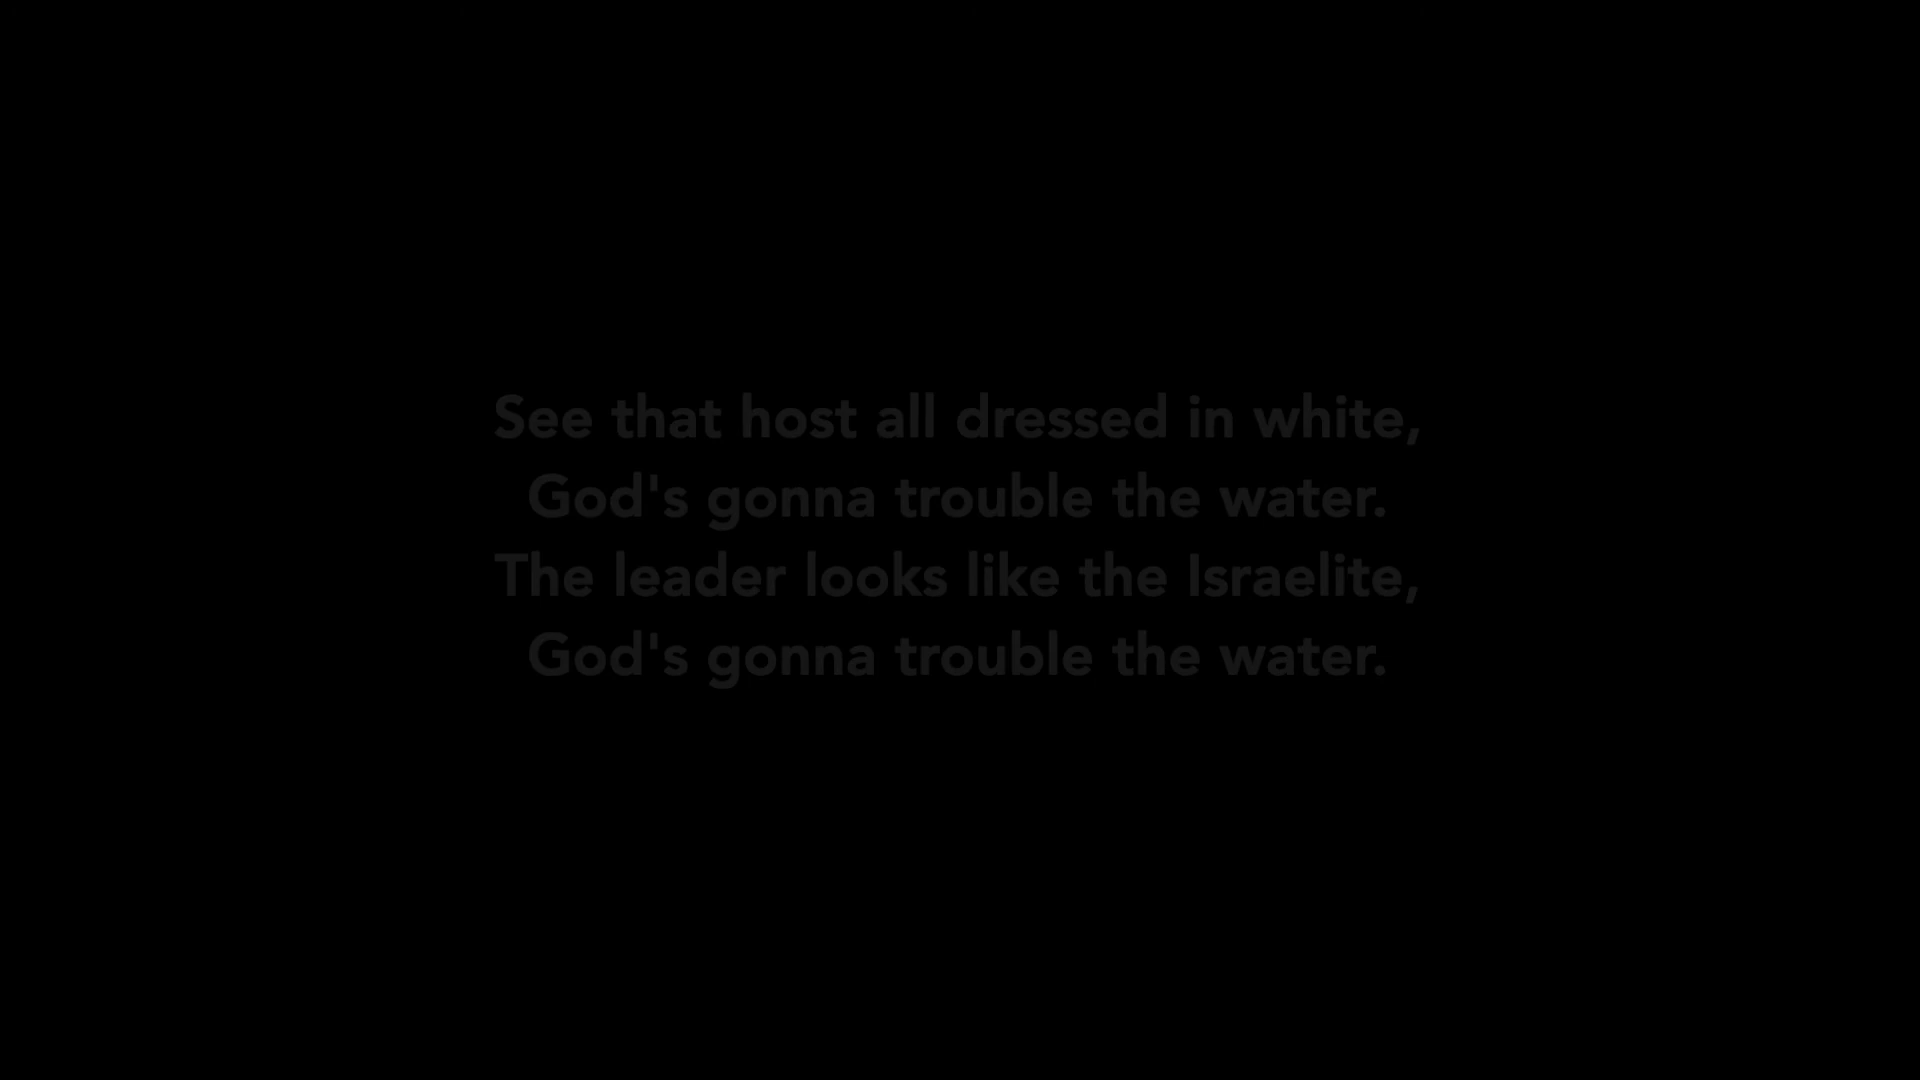 See that host all dressed in white,
God's gonna trouble the water.
The leader looks like the Israelite,
God's gonna trouble the water.